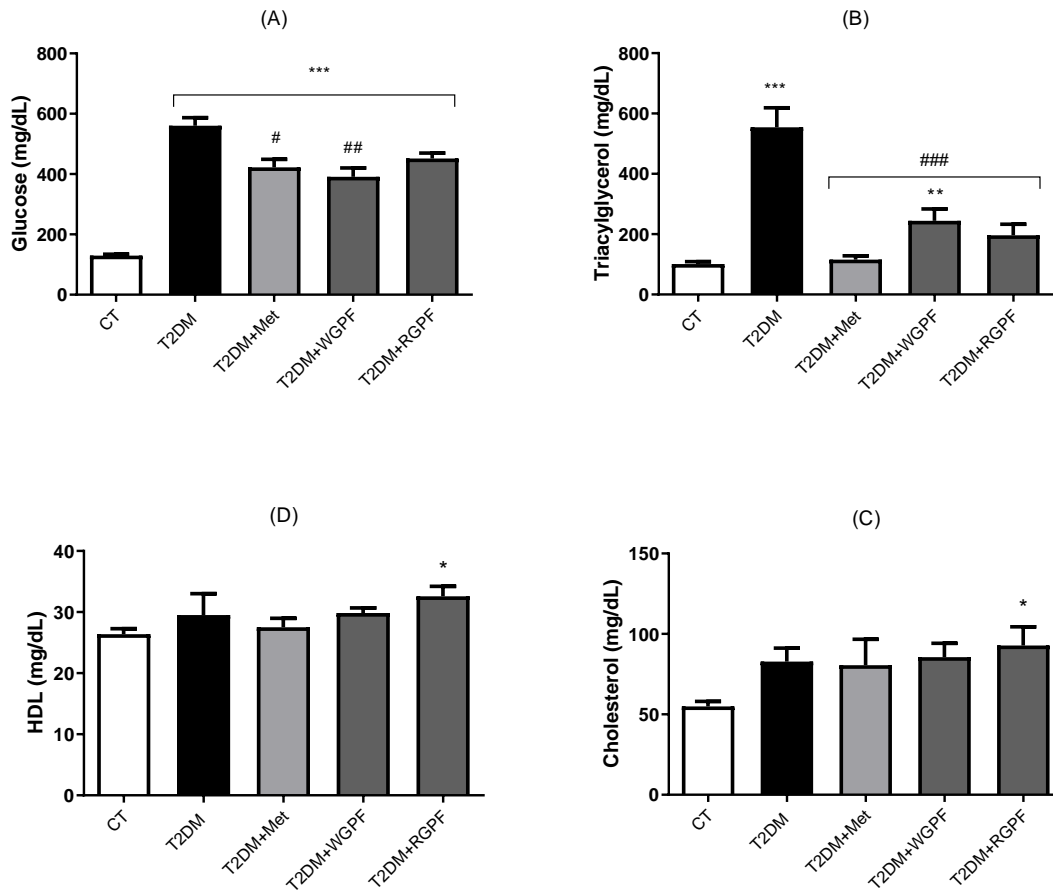 (A)
Glucose (mg/dL)
800
600
400
200
0
***
#
##
CT
T2DM
T2DM+Met
T2DM+WGPF
T2DM+RGPF
(B)
Triacylglycerol (mg/dL)
800
600
400
200
0
***
###
**
CT
T2DM
T2DM+Met
T2DM+WGPF
T2DM+RGPF
(D)
HDL (mg/dL)
40
30
20
10
0
*
CT
T2DM
T2DM+Met
T2DM+WGPF
T2DM+RGPF
(C)
Cholesterol (mg/dL)
150
100
50
0
*
CT
T2DM
T2DM+Met
T2DM+WGPF
T2DM+RGPF